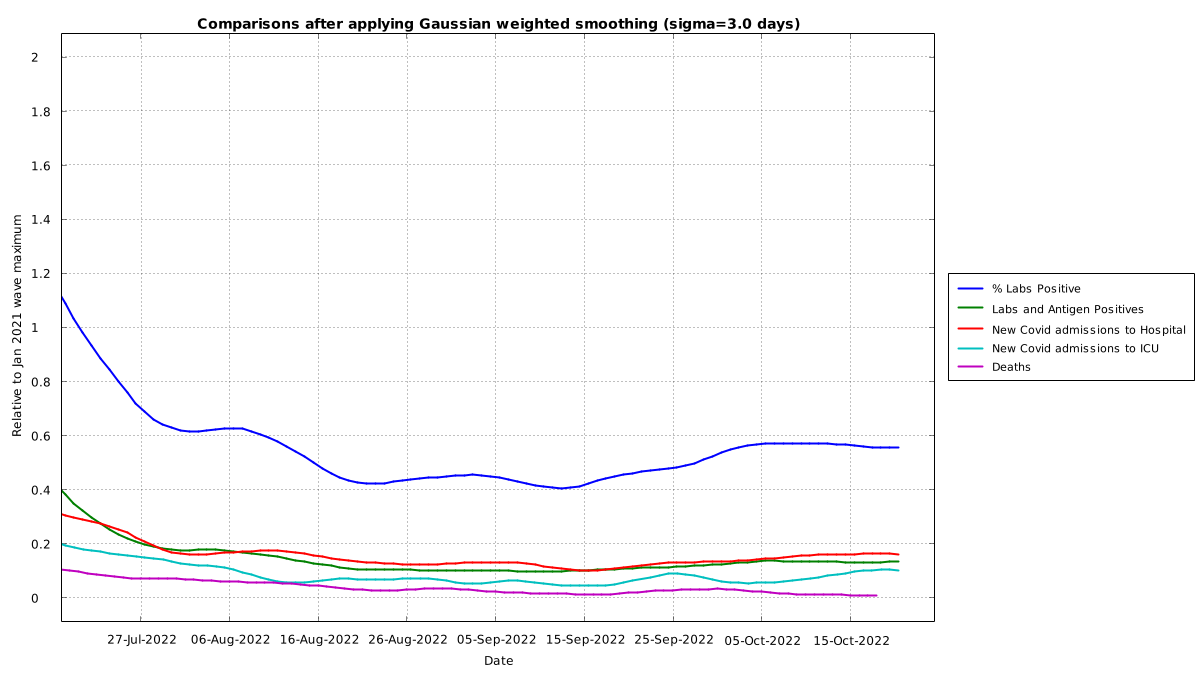 Comparisons after applying Gaussian weighted smoothing (sigma=3.0 days)
Relative to Jan 2021 wave maximum
2
1.8
1.6
1.4
1.2
1
0.8
0.6
0.4
0.2
0
27-Jul-2022 06-Aug-2022 16-Aug-2022 26-Aug-2022 05-Sep-2022 15-Sep-2022 25-Sep-2022 05-Oct-2022 15-Oct-2022
Date
% Labs Positive
Labs and Antigen Positives
New Covid admissions to Hospital
New Covid admissions to ICU
Deaths